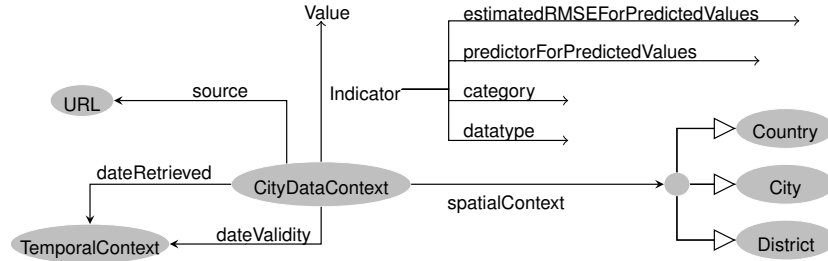 Value
estimatedRMSEForPredictedValues
predictorForPredictedValues
Indicator
source
category
URL
datatype
Country
dateRetrieved
CityDataContext
City
spatialContext
TemporalContext
dateValidity
District